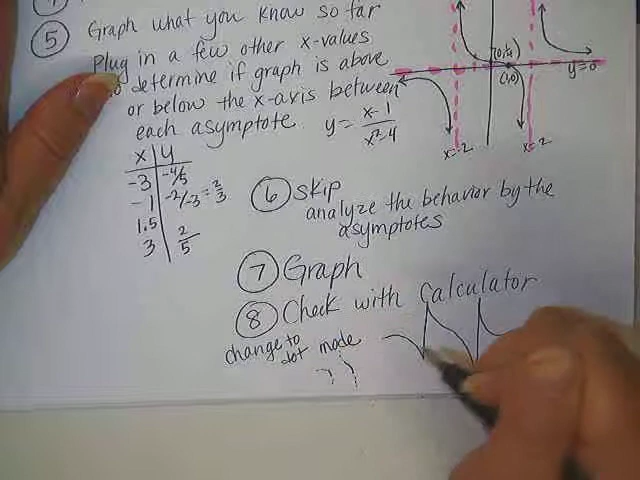 ⑤ Graph what you know so far
Plug in a few other x-values
to determine if graph is above
or below the x-axis between
each asymptote. y = x-1/x²-4
x | y
-3 | -4/5
-1 | -2/-3 = 2/3
1.5 |
3 | 2/5
(0,¼)
(1,0)
y=0
x=-2
x=2
⑥ skip
analyze the behavior by the
asymptotes
⑦ Graph
⑧ Check with Calculator
change to
dot mode